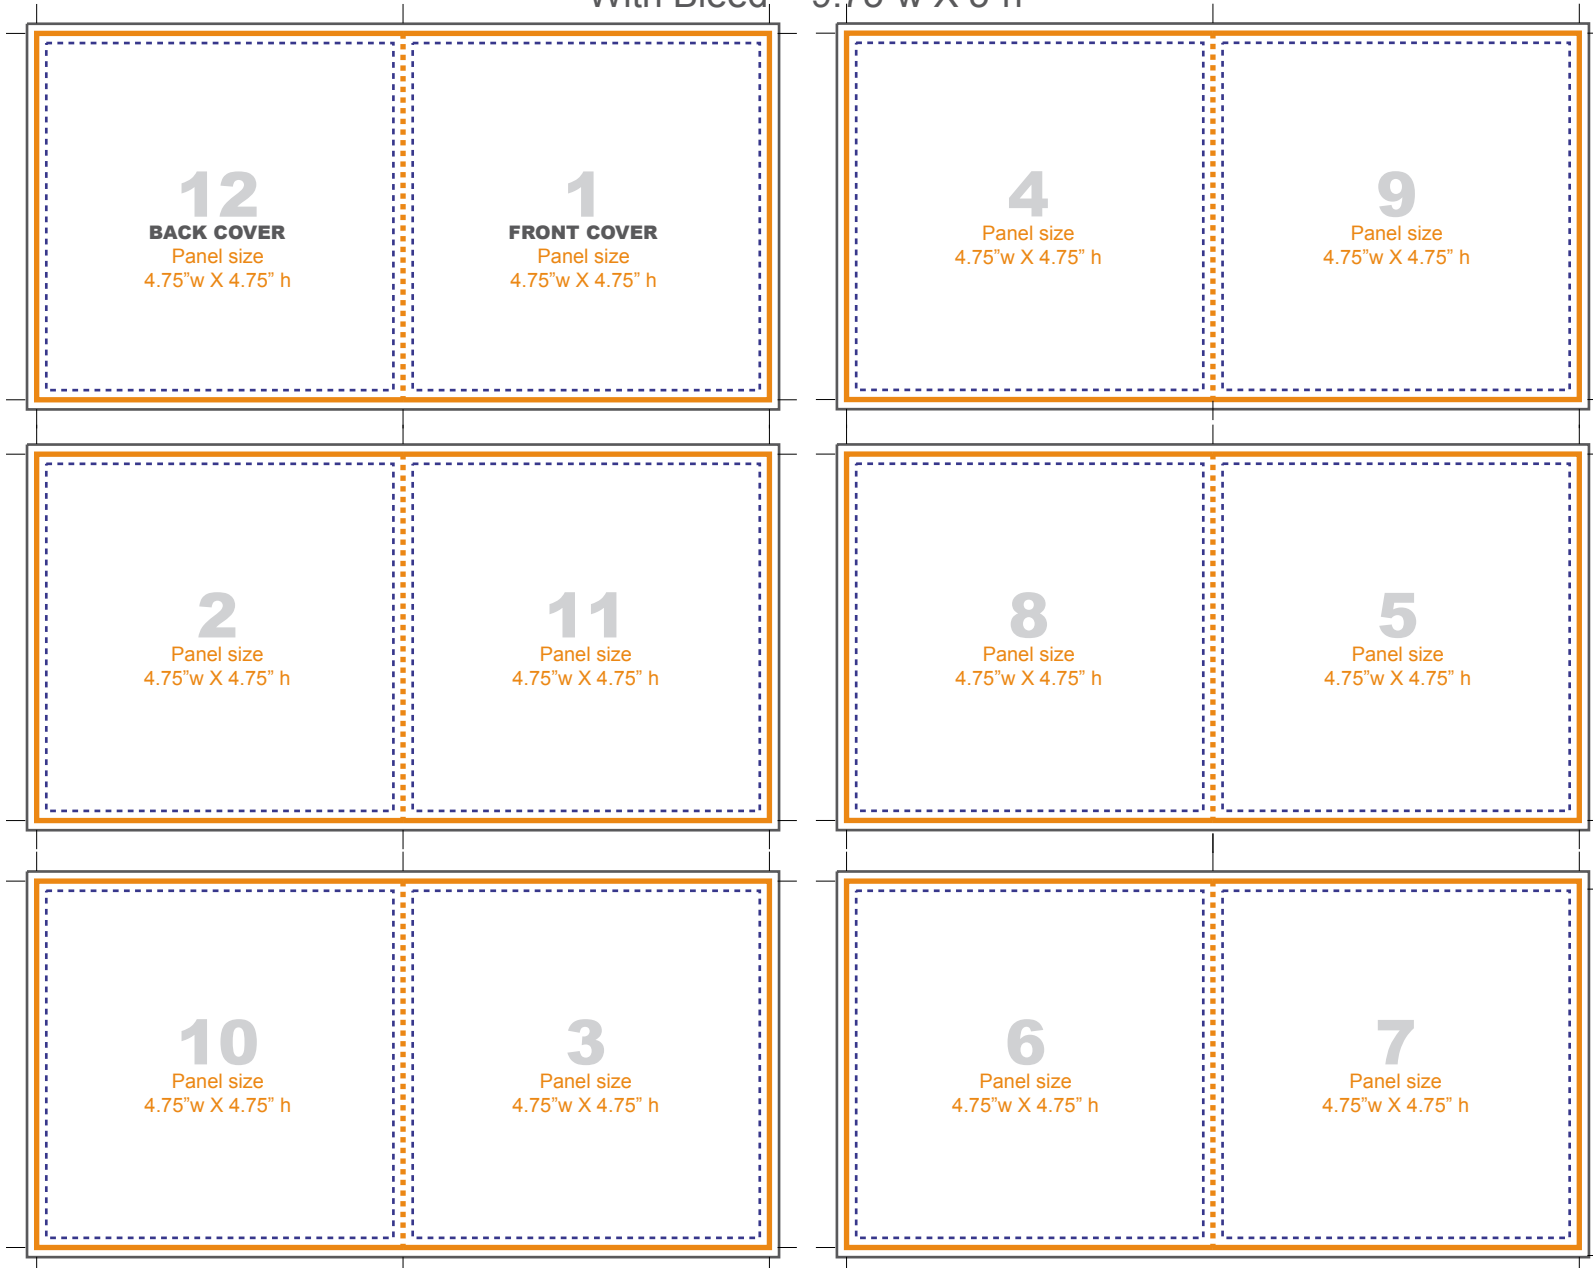 With Bleed
12
BACK COVER
Panel size
4.75”w X 4.75” h
1
FRONT COVER
Panel size
4.75”w X 4.75” h
4
Panel size
4.75”w X 4.75” h
9
Panel size
4.75”w X 4.75” h
2
Panel size
4.75”w X 4.75” h
11
Panel size
4.75”w X 4.75” h
8
Panel size
4.75”w X 4.75” h
5
Panel size
4.75”w X 4.75” h
10
Panel size
4.75”w X 4.75” h
3
Panel size
4.75”w X 4.75” h
6
Panel size
4.75”w X 4.75” h
7
Panel size
4.75”w X 4.75” h